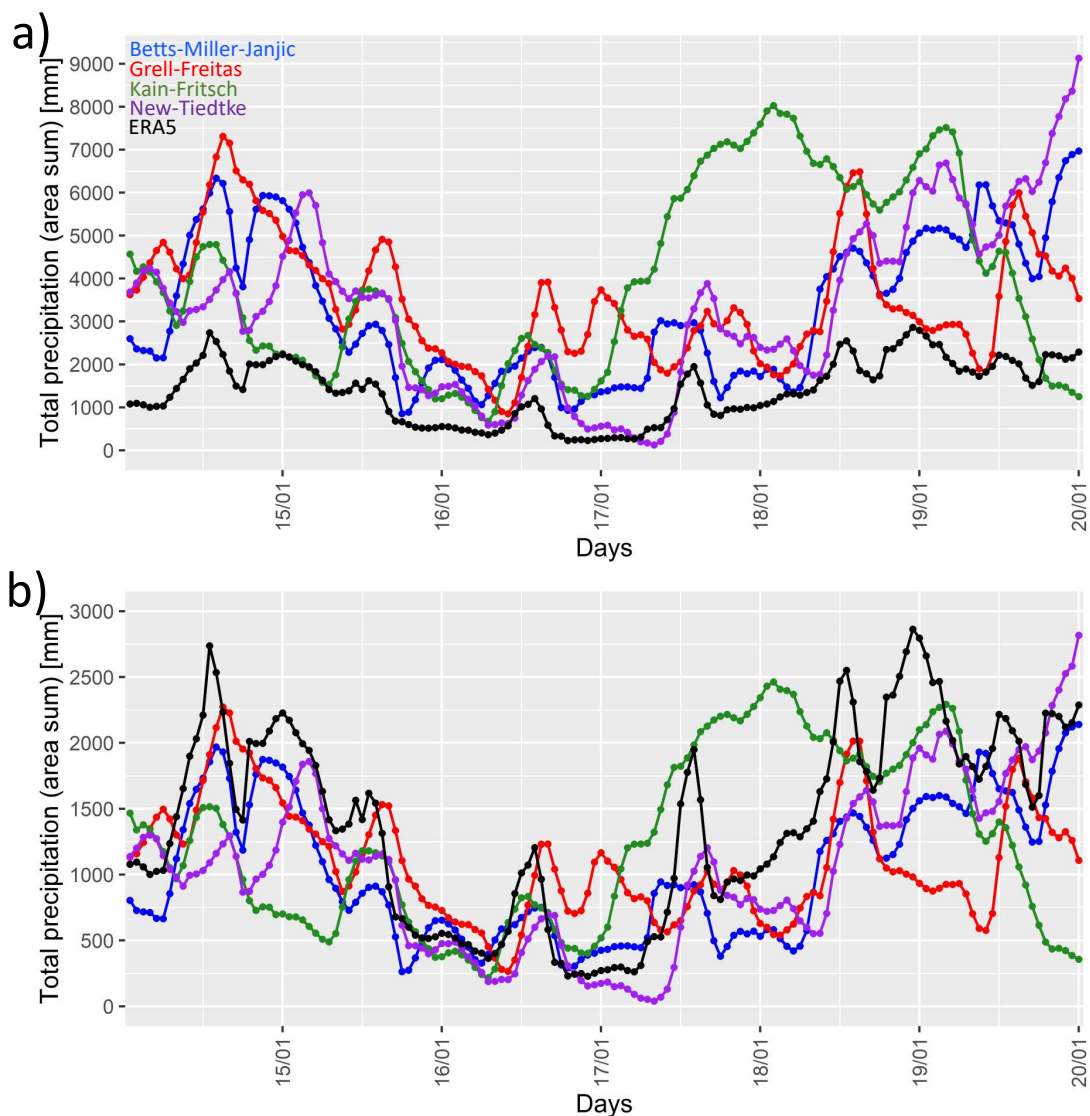 a)
Betts-Miller-Janjic
Grell-Freitas
Kain-Fritsch
New-Tiedtke
ERA5
Total precipitation (area sum) [mm]
9000
8000
7000
6000
5000
4000
3000
2000
1000
0
15/01
16/01
17/01
18/01
19/01
20/01
Days
b)
Total precipitation (area sum) [mm]
3000
2500
2000
1500
1000
500
0
15/01
16/01
17/01
18/01
19/01
20/01
Days